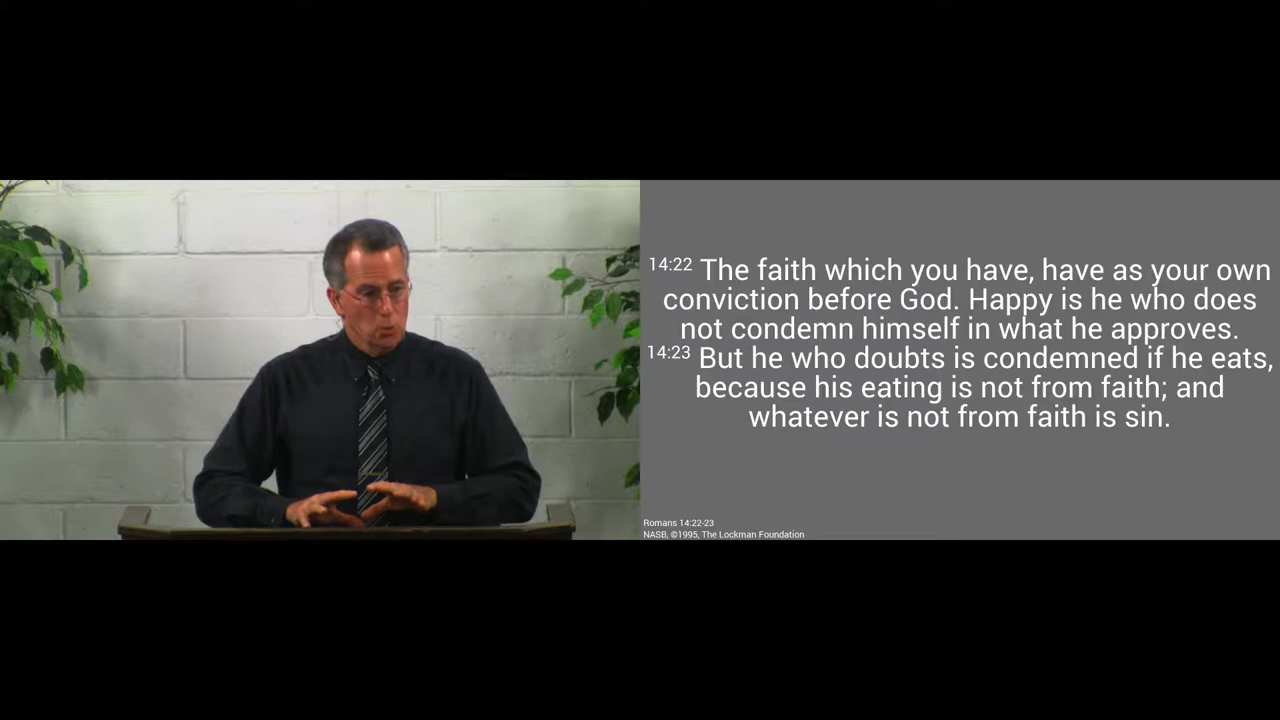 14:22 The faith which you have, have as your own
conviction before God. Happy is he who does
not condemn himself in what he approves.
14:23 But he who doubts is condemned if he eats,
because his eating is not from faith; and
whatever is not from faith is sin.
Romans 14:22-23
NASB, ©1995, The Lockman Foundation